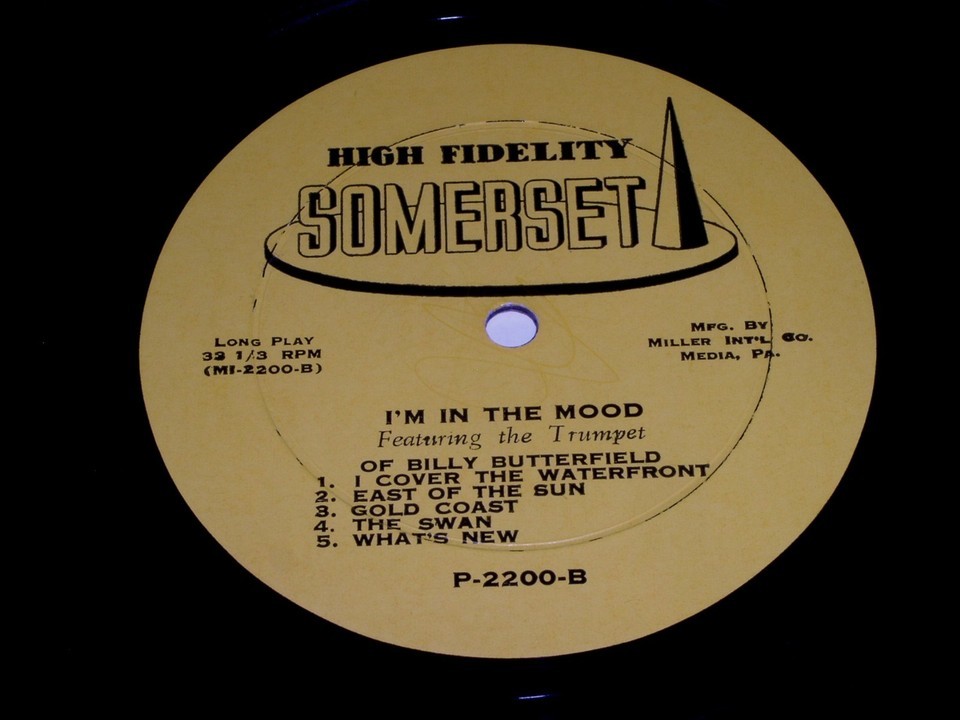 HIGH FIDELITY
SOMERSET
LONG PLAY
33 1/3 RPM
(MI-2200-B)
MFG. BY
MILLER INT'L CO.
MEDIA, PA.
I'M IN THE MOOD
Featuring the Trumpet
OF BILLY BUTTERFIELD
1. I COVER THE WATERFRONT
2. EAST OF THE SUN
3. GOLD COAST
4. THE SWAN
5. WHAT'S NEW
P-2200-B